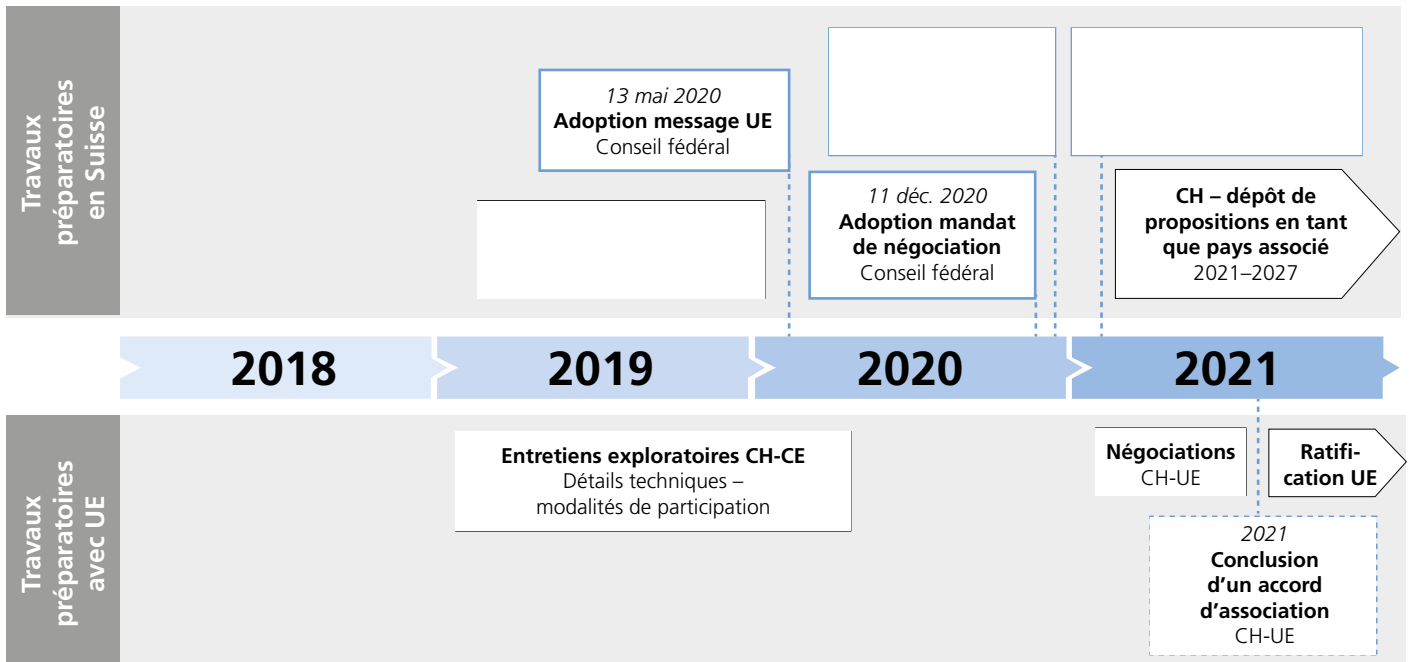 Travaux
préparatoires
en Suisse
13 mai 2020
Adoption message UE
Conseil fédéral
11 déc. 2020
Adoption mandat
de négociation
Conseil fédéral
CH – dépôt de
propositions en tant
que pays associé
2021–2027
2018
2019
2020
2021
Travaux
préparatoires
avec UE
Entretiens exploratoires CH-CE
Détails techniques –
modalités de participation
Négociations
CH-UE
Ratifi-
cation UE
2021
Conclusion
d’un accord
d’association
CH-UE